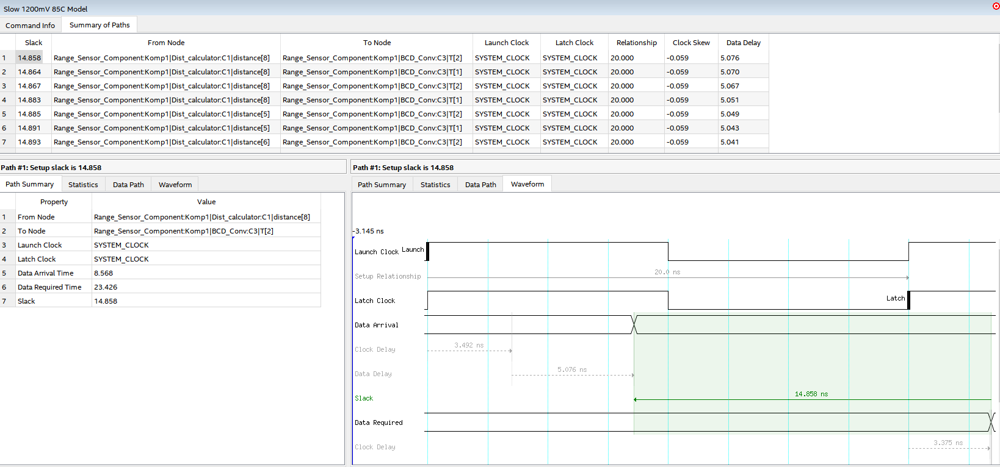 Slow 1200mV 85C Model
Command Info Summary of Paths
Slack From Node To Node Launch Clock Latch Clock Relationship Clock Skew Data Delay
1 14.858 Range_Sensor_Component:Komp1|Dist_calculator:C1|distance[8] Range_Sensor_Component:Komp1|BCD_Conv:C3|T[2] SYSTEM_CLOCK SYSTEM_CLOCK 20.000 -0.059 5.076
2 14.864 Range_Sensor_Component:Komp1|Dist_calculator:C1|distance[8] Range_Sensor_Component:Komp1|BCD_Conv:C3|T[1] SYSTEM_CLOCK SYSTEM_CLOCK 20.000 -0.059 5.070
3 14.867 Range_Sensor_Component:Komp1|Dist_calculator:C1|distance[8] Range_Sensor_Component:Komp1|BCD_Conv:C3|T[2] SYSTEM_CLOCK SYSTEM_CLOCK 20.000 -0.059 5.067
4 14.883 Range_Sensor_Component:Komp1|Dist_calculator:C1|distance[8] Range_Sensor_Component:Komp1|BCD_Conv:C3|T[1] SYSTEM_CLOCK SYSTEM_CLOCK 20.000 -0.059 5.051
5 14.885 Range_Sensor_Component:Komp1|Dist_calculator:C1|distance[5] Range_Sensor_Component:Komp1|BCD_Conv:C3|T[2] SYSTEM_CLOCK SYSTEM_CLOCK 20.000 -0.059 5.049
6 14.891 Range_Sensor_Component:Komp1|Dist_calculator:C1|distance[5] Range_Sensor_Component:Komp1|BCD_Conv:C3|T[1] SYSTEM_CLOCK SYSTEM_CLOCK 20.000 -0.059 5.043
7 14.893 Range_Sensor_Component:Komp1|Dist_calculator:C1|distance[6] Range_Sensor_Component:Komp1|BCD_Conv:C3|T[2] SYSTEM_CLOCK SYSTEM_CLOCK 20.000 -0.059 5.041
Path #1: Setup slack is 14.858
Path Summary Statistics Data Path Waveform
Property Value
1 From Node Range_Sensor_Component:Komp1|Dist_calculator:C1|distance[8]
2 To Node Range_Sensor_Component:Komp1|BCD_Conv:C3|T[2]
3 Launch Clock SYSTEM_CLOCK
4 Latch Clock SYSTEM_CLOCK
5 Data Arrival Time 8.568
6 Data Required Time 23.426
7 Slack 14.858
Path #1: Setup slack is 14.858
Path Summary Statistics Data Path Waveform
-3.145 ns
Launch Clock Launch
Setup Relationship 20.0 ns
Latch Clock Latch
Data Arrival
Clock Delay 3.492 ns
Data Delay 5.076 ns
Slack 14.858 ns
Data Required
Clock Delay 3.375 ns